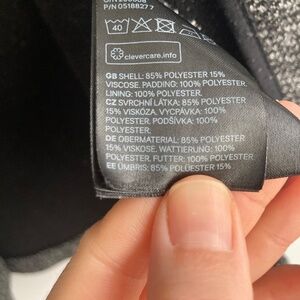 P/N 0518827 7
40
clevercare.info
GB SHELL: 85% POLYESTER 15%
VISCOSE. PADDING: 100% POLYESTER.
LINING: 100% POLYESTER.
CZ SVRCHNÍ LÁTKA: 85% POLYESTER
15% VISKÓZA. VYCPÁVKA: 100%
POLYESTER. PODŠÍVKA: 100%
POLYESTER.
DE OBERMATERIAL: 85% POLYESTER
15% VISKOSE. WATTIERUNG: 100%
POLYESTER. FUTTER: 100% POLYESTER
EE ÜMBRIS: 85% POLÜESTER 15%